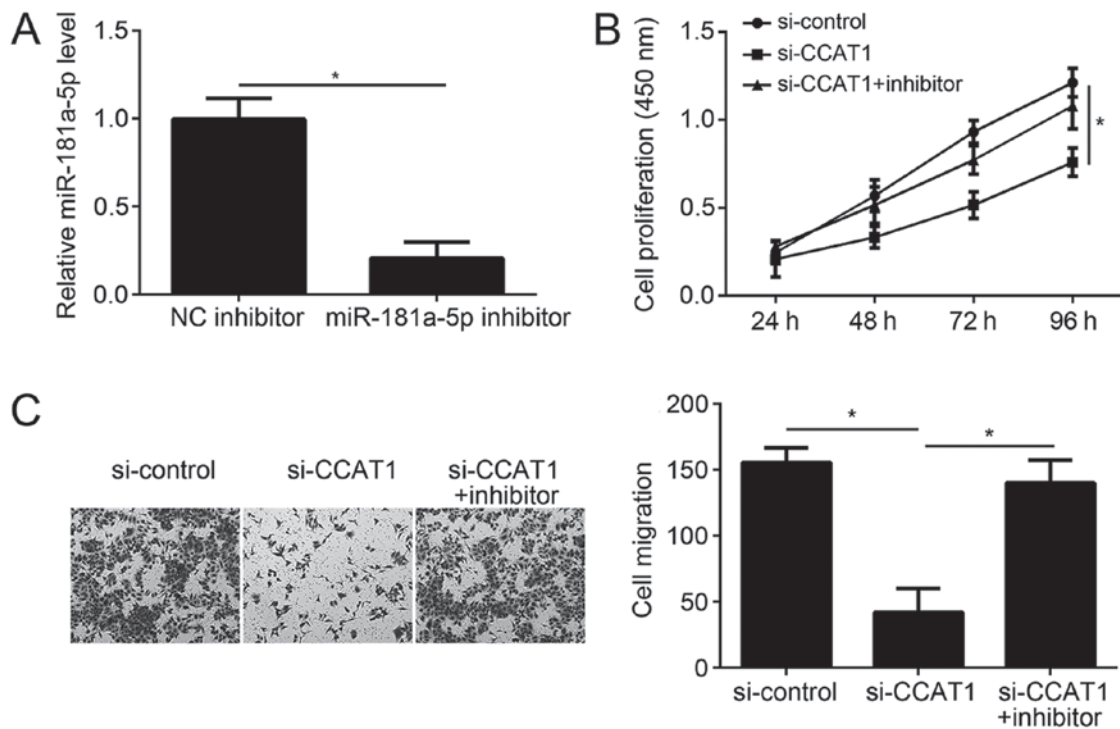 A
Relative miR-181a-5p level
1.5
1.0
0.5
0.0
*
NC inhibitor
miR-181a-5p inhibitor
B
Cell proliferation (450 nm)
1.5
1.0
0.5
0.0
si-control
si-CCAT1
si-CCAT1+inhibitor
*
24 h
48 h
72 h
96 h
C
si-control
si-CCAT1
si-CCAT1
+inhibitor
Cell migration
200
150
100
50
0
*
*
si-control
si-CCAT1
si-CCAT1
+inhibitor